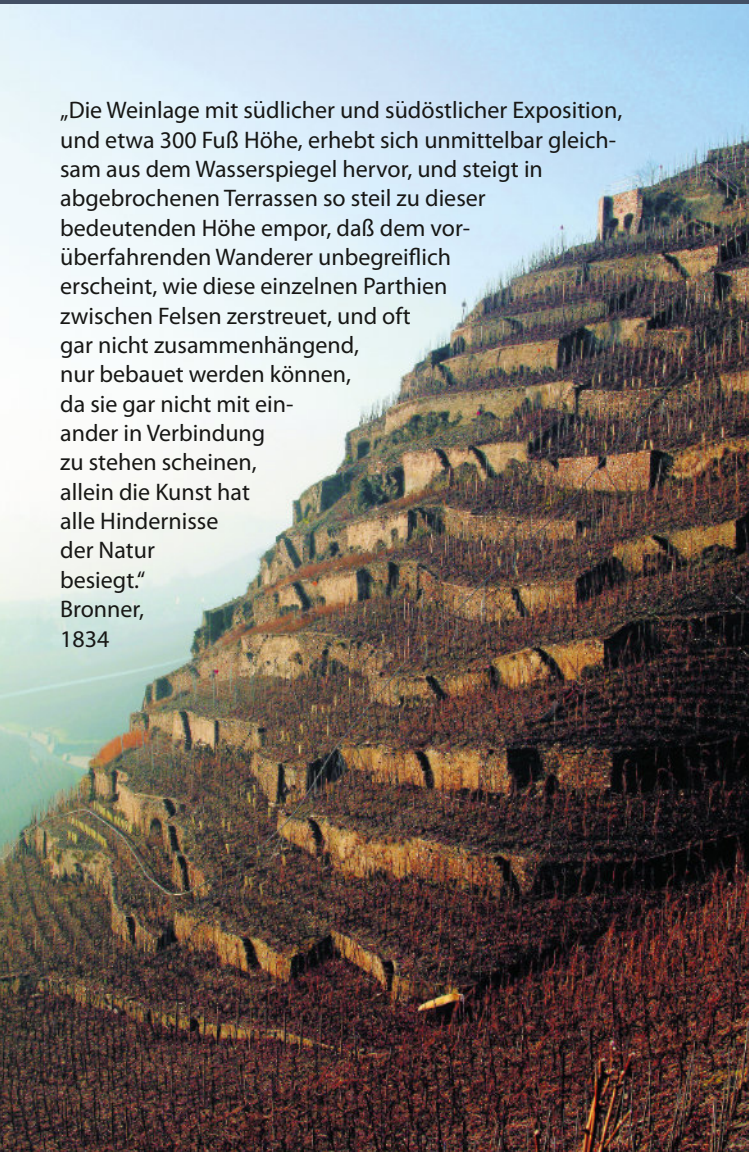 „Die Weinlage mit südlicher und südöstlicher Exposition,
und etwa 300 Fuß Höhe, erhebt sich unmittelbar gleich-
sam aus dem Wasserspiegel hervor, und steigt in
abgebrochenen Terrassen so steil zu dieser
bedeutenden Höhe empor, daß dem vor-
überfahrenden Wanderer unbegreiflich
erscheint, wie diese einzelnen Parthien
zwischen Felsen zerstreuet, und oft
gar nicht zusammenhängend,
nur bebauet werden können,
da sie gar nicht mit ein-
ander in Verbindung
zu stehen scheinen,
allein die Kunst hat
alle Hindernisse
der Natur
besiegt.“
Bronner,
1834